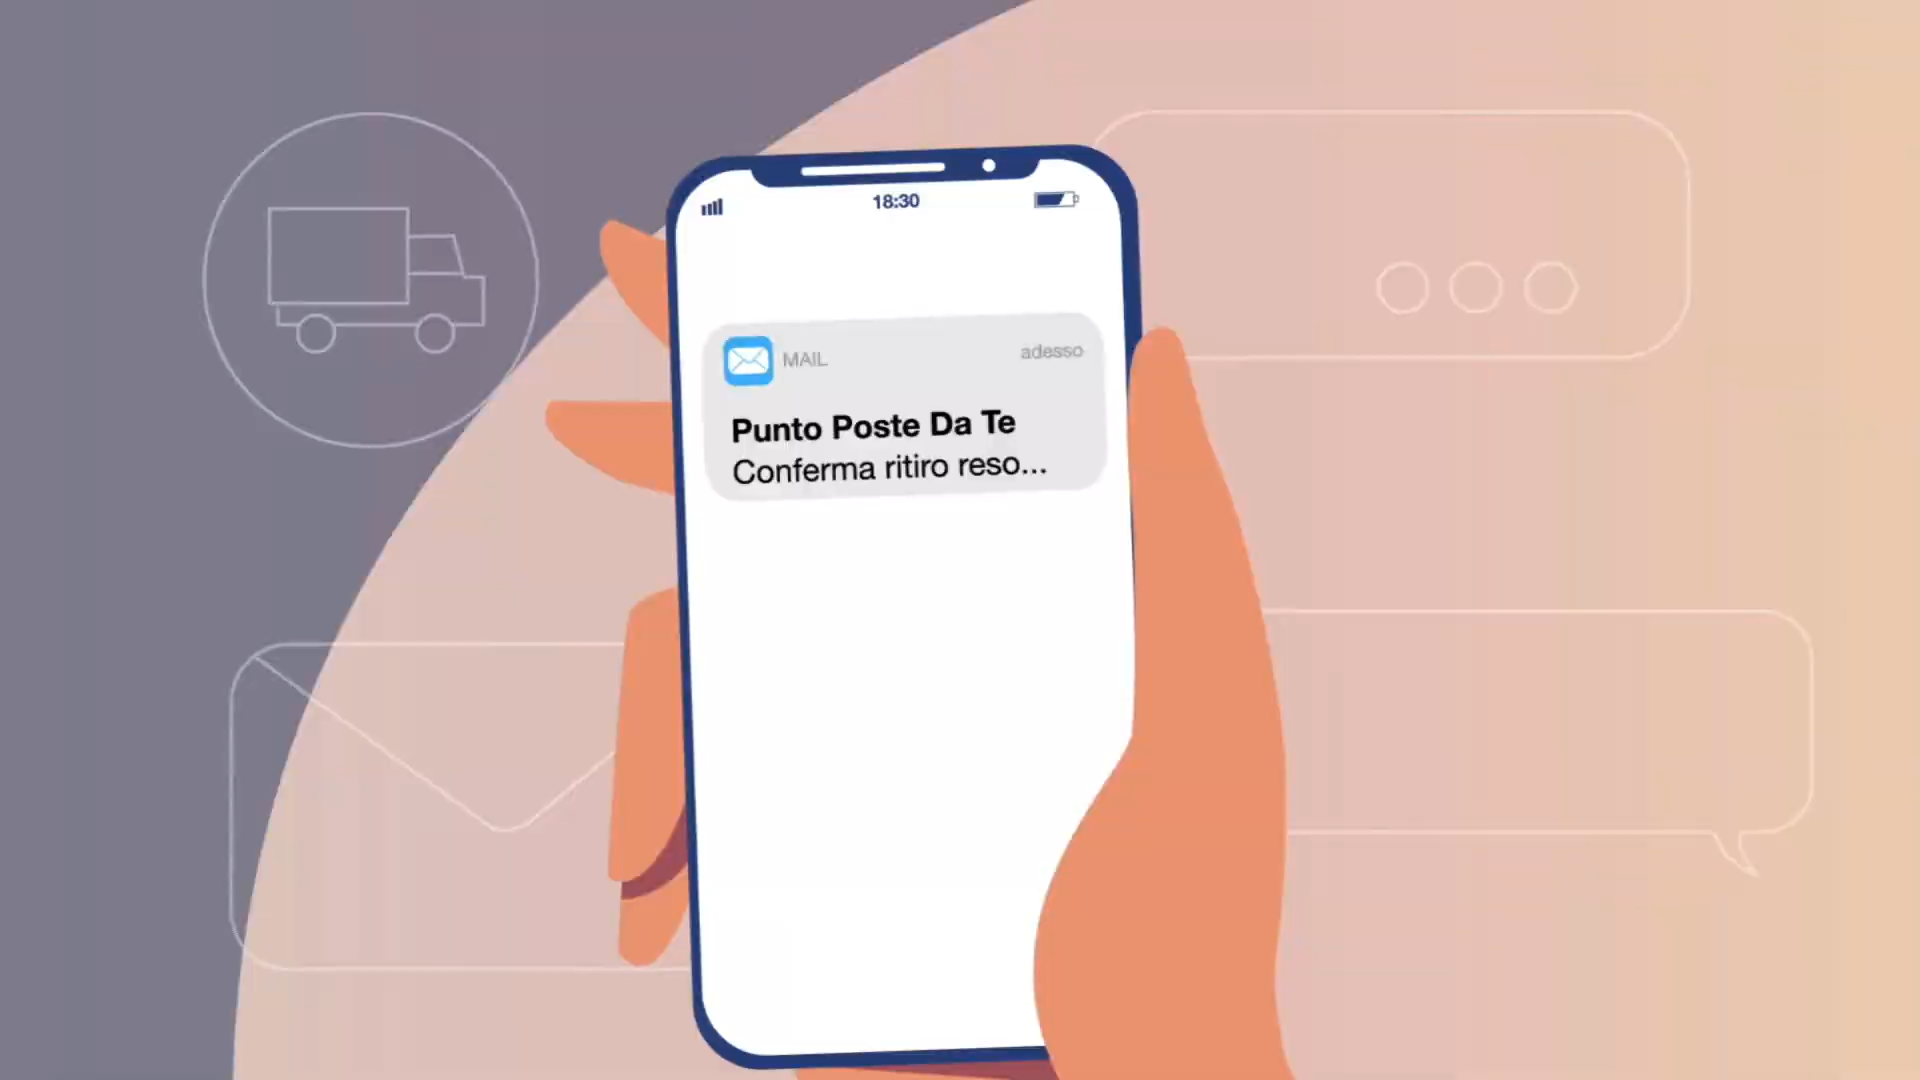 18:30
MAIL
adesso
Punto Poste Da Te
Conferma ritiro reso...